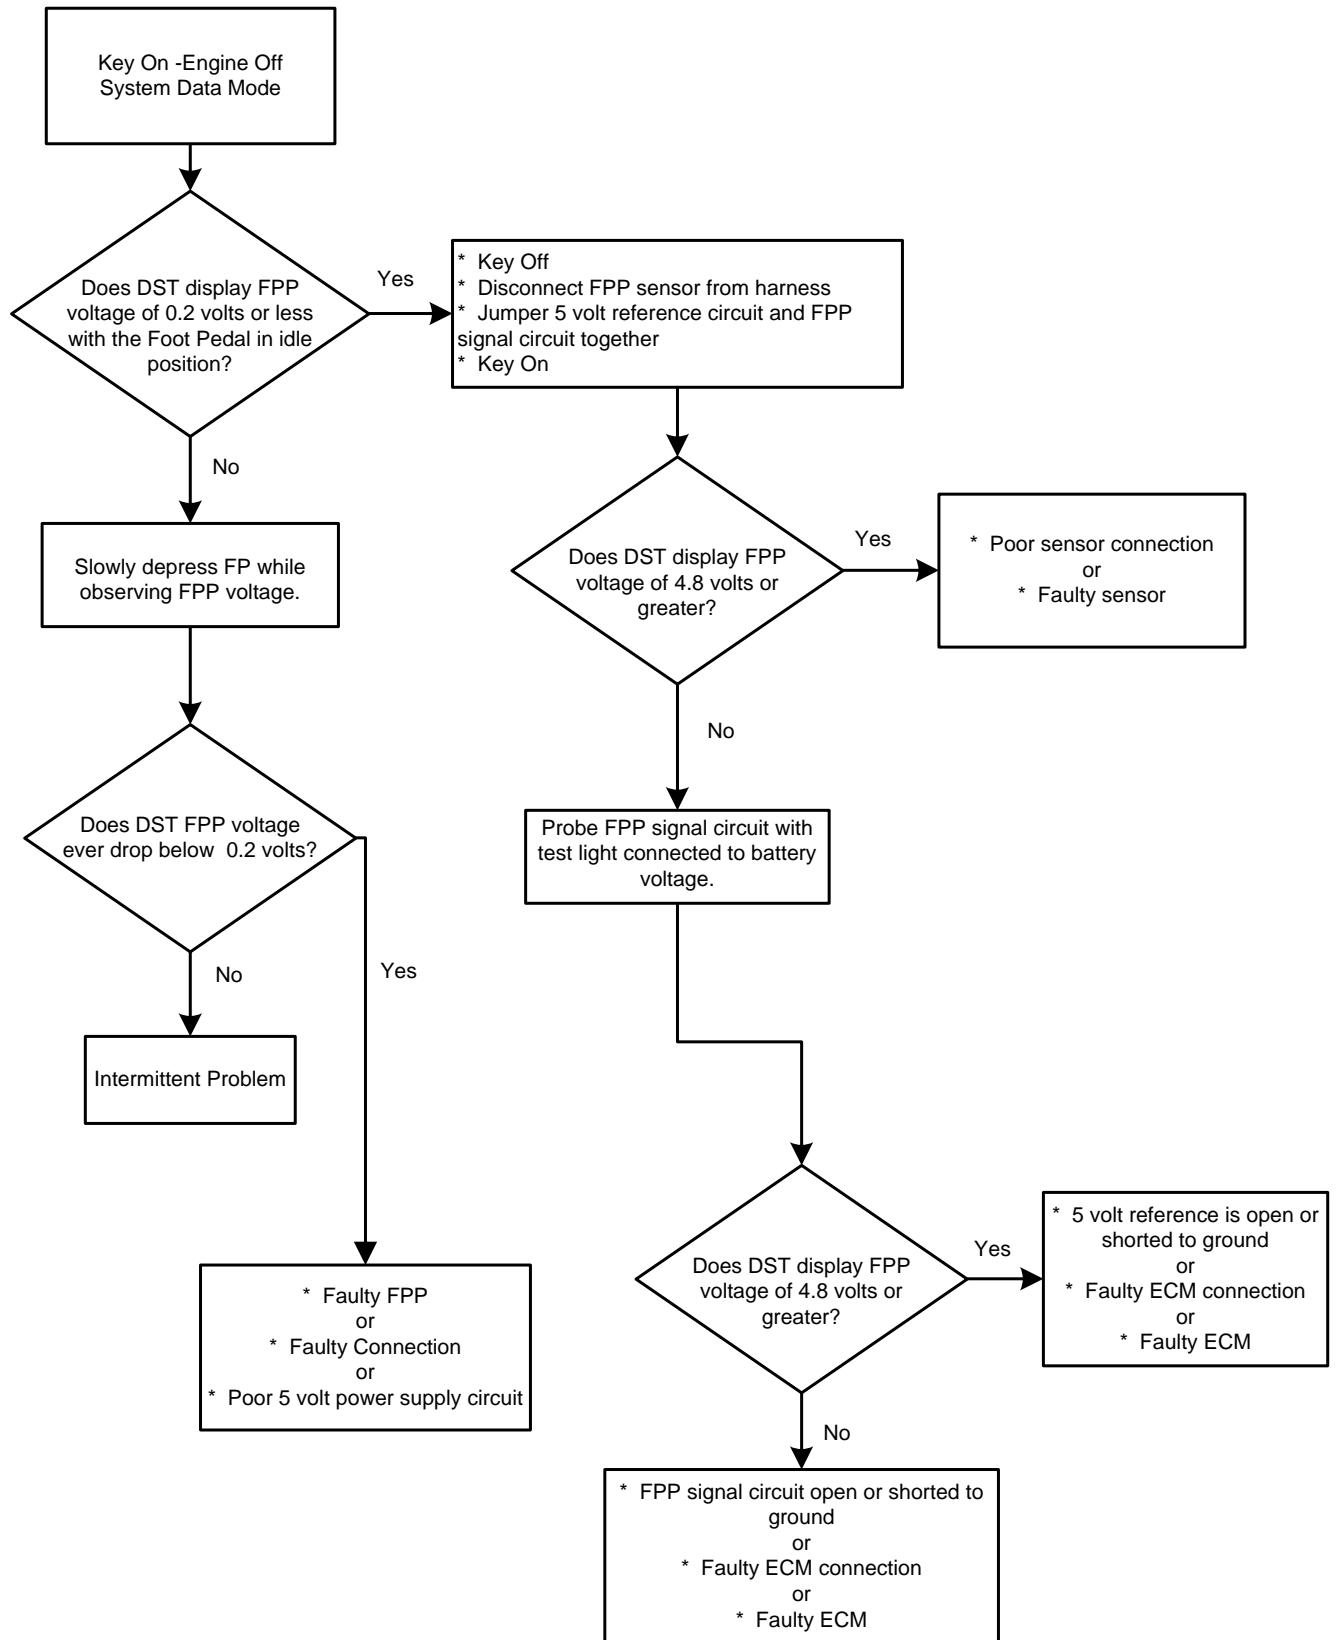 Key On -Engine Off
System Data Mode
Does DST display FPP
voltage of 0.2 volts or less
with the Foot Pedal in idle
position?
Yes
* Key Off
* Disconnect FPP sensor from harness
* Jumper 5 volt reference circuit and FPP
signal circuit together
* Key On
No
Slowly depress FP while
observing FPP voltage.
Does DST display FPP
voltage of 4.8 volts or
greater?
Yes
* Poor sensor connection
or
* Faulty sensor
No
Does DST FPP voltage
ever drop below 0.2 volts?
Probe FPP signal circuit with
test light connected to battery
voltage.
No
Yes
Intermittent Problem
* Faulty FPP
or
* Faulty Connection
or
* Poor 5 volt power supply circuit
Does DST display FPP
voltage of 4.8 volts or
greater?
Yes
* 5 volt reference is open or
shorted to ground
or
* Faulty ECM connection
or
* Faulty ECM
No
* FPP signal circuit open or shorted to
ground
or
* Faulty ECM connection
or
* Faulty ECM